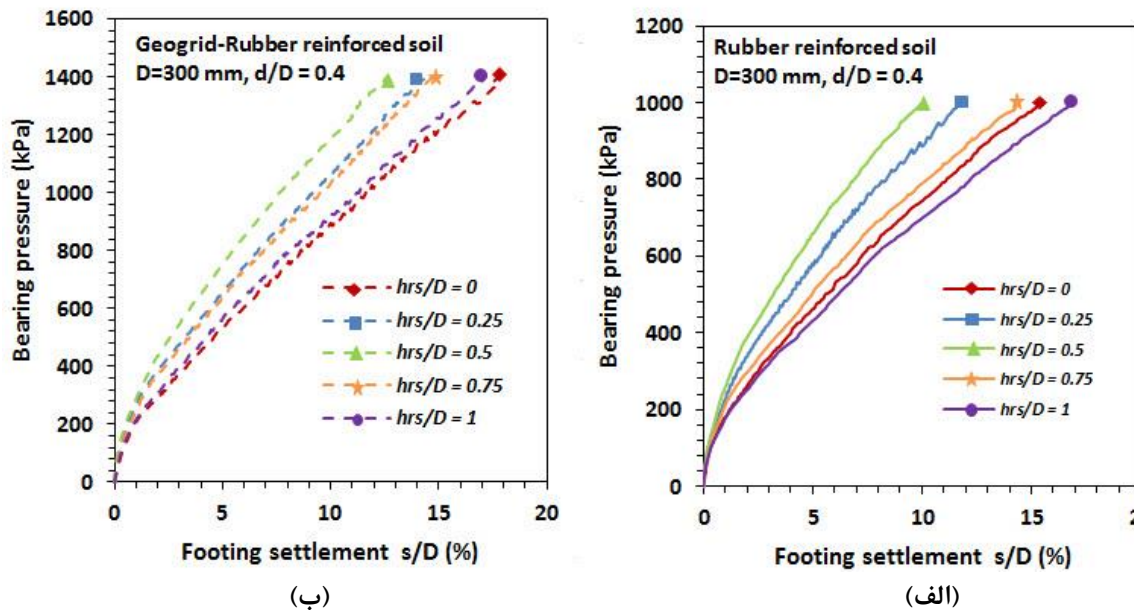 Geogrid-Rubber reinforced soil
D=300 mm, d/D = 0.4
Bearing pressure (kPa)
1600
1400
1200
1000
800
600
400
200
0
hrs/D = 0
hrs/D = 0.25
hrs/D = 0.5
hrs/D = 0.75
hrs/D = 1
0 5 10 15 20
Footing settlement s/D (%)
(ب)
Rubber reinforced soil
D=300 mm, d/D = 0.4
Bearing pressure (kPa)
1200
1000
800
600
400
200
0
hrs/D = 0
hrs/D = 0.25
hrs/D = 0.5
hrs/D = 0.75
hrs/D = 1
0 5 10 15 20
Footing settlement s/D (%)
(الف)